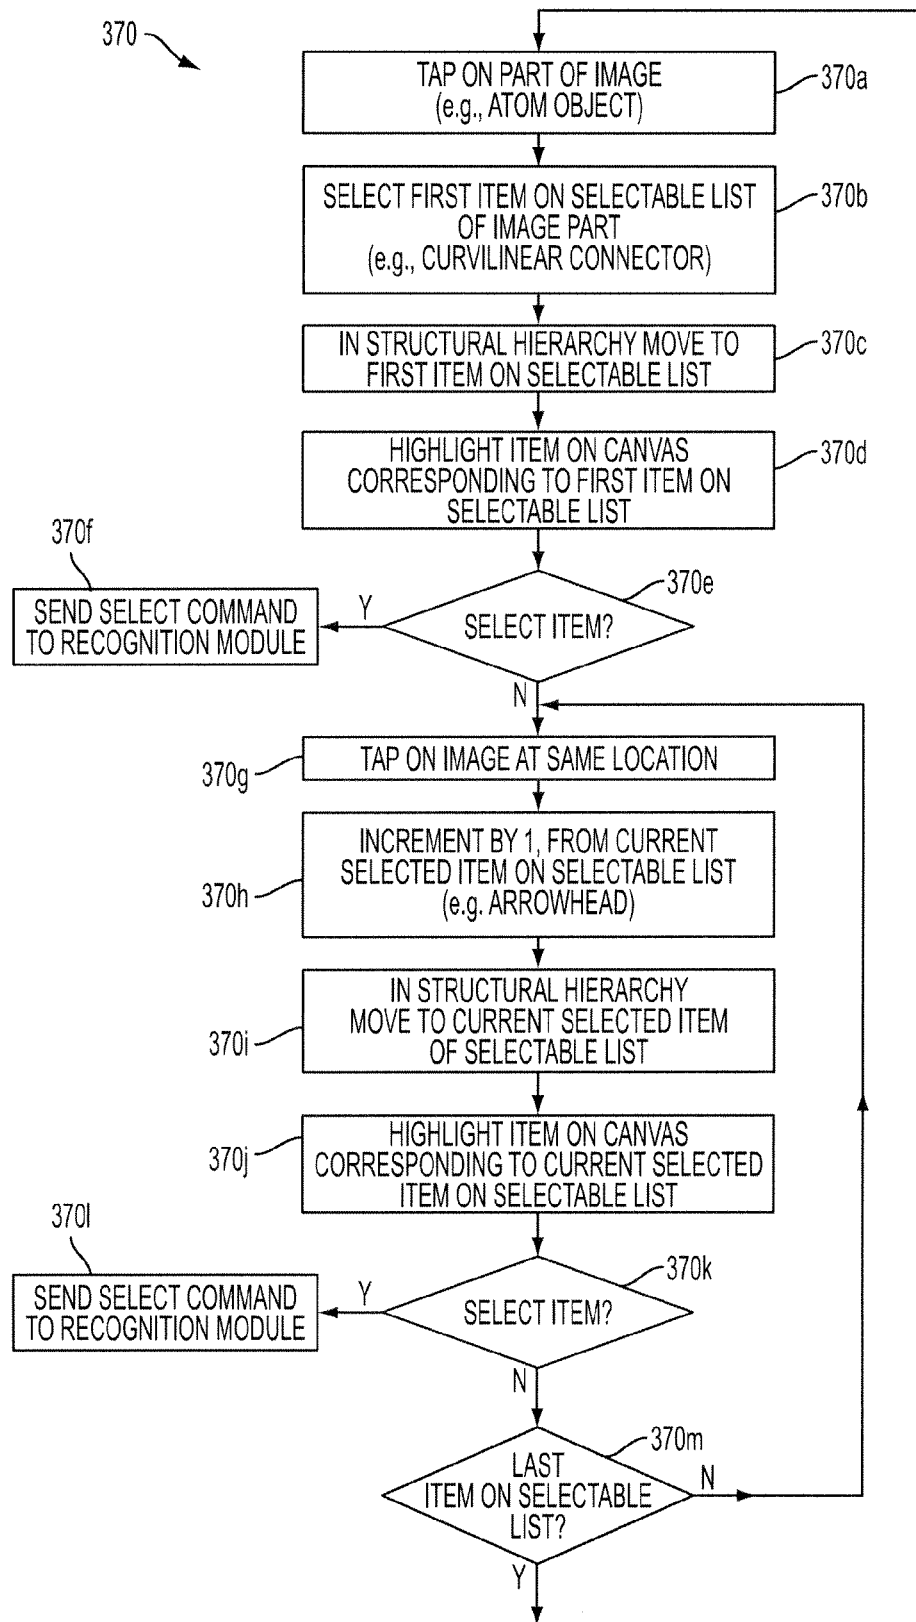 370
TAP ON PART OF IMAGE
(e.g., ATOM OBJECT)
370a
SELECT FIRST ITEM ON SELECTABLE LIST
OF IMAGE PART
(e.g., CURVILINEAR CONNECTOR)
370b
IN STRUCTURAL HIERARCHY MOVE TO
FIRST ITEM ON SELECTABLE LIST
370c
HIGHLIGHT ITEM ON CANVAS
CORRESPONDING TO FIRST ITEM ON
SELECTABLE LIST
370d
SELECT ITEM?
370e
Y
370f
SEND SELECT COMMAND
TO RECOGNITION MODULE
N
TAP ON IMAGE AT SAME LOCATION
370g
INCREMENT BY 1, FROM CURRENT
SELECTED ITEM ON SELECTABLE LIST
(e.g. ARROWHEAD)
370h
IN STRUCTURAL HIERARCHY
MOVE TO CURRENT SELECTED ITEM
OF SELECTABLE LIST
370i
HIGHLIGHT ITEM ON CANVAS
CORRESPONDING TO CURRENT SELECTED
ITEM ON SELECTABLE LIST
370j
SELECT ITEM?
370k
Y
370l
SEND SELECT COMMAND
TO RECOGNITION MODULE
N
LAST
ITEM ON SELECTABLE
LIST?
370m
N
Y